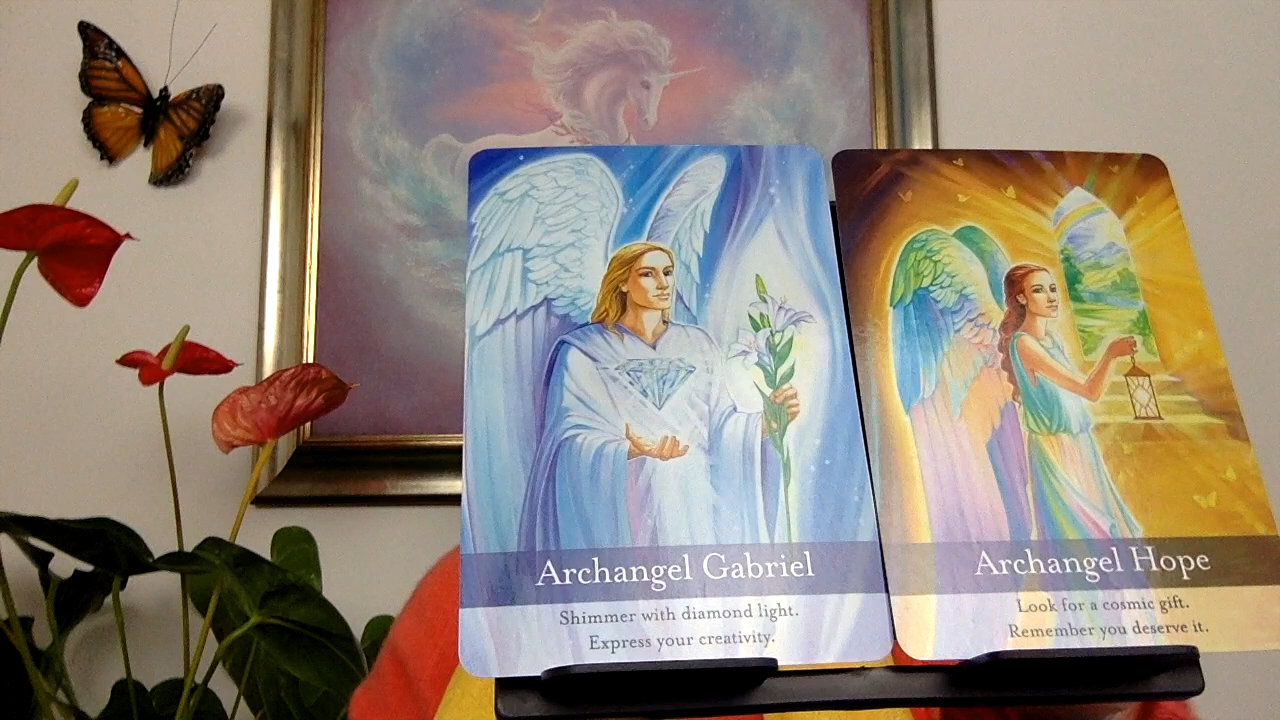 Archangel Gabriel
Shimmer with diamond light.
Express your creativity.
Archangel Hope
Look for a cosmic gift.
Remember you deserve it.